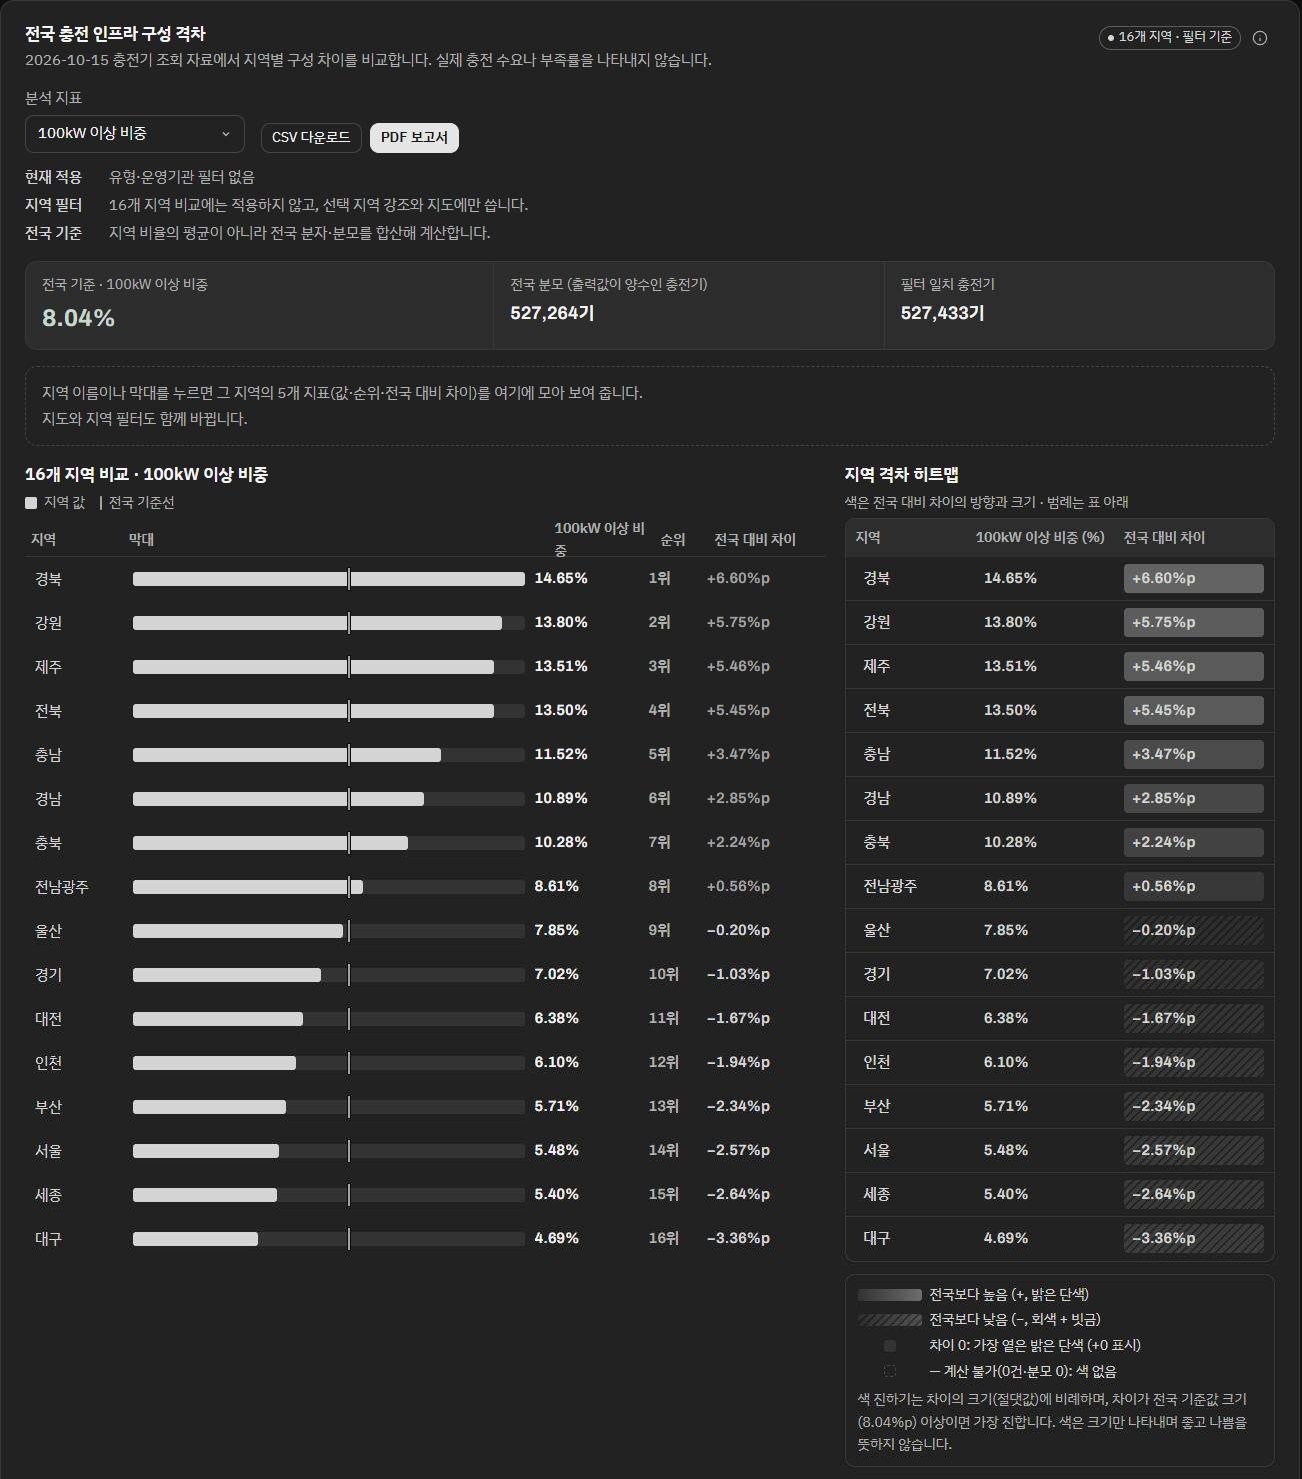 전국 충전 인프라 구성 격차
16개 지역 · 필터 기준
2026-10-15 충전기 조회 자료에서 지역별 구성 차이를 비교합니다. 실제 충전 수요나 부족률을 나타내지 않습니다.
분석 지표
100kW 이상 비중
CSV 다운로드
PDF 보고서
현재 적용 유형·운영기관 필터 없음
지역 필터 16개 지역 비교에는 적용하지 않고, 선택 지역 강조와 지도에만 씁니다.
전국 기준 지역 비율의 평균이 아니라 전국 분자·분모를 합산해 계산합니다.
전국 기준 · 100kW 이상 비중
8.04%
전국 분모 (출력값이 양수인 충전기)
527,264기
필터 일치 충전기
527,433기
지역 이름이나 막대를 누르면 그 지역의 5개 지표(값·순위·전국 대비 차이)를 여기에 모아 보여 줍니다.
지도와 지역 필터도 함께 바뀝니다.
16개 지역 비교 · 100kW 이상 비중
지역 값 | 전국 기준선
지역 막대 100kW 이상 비중 순위 전국 대비 차이
경북 14.65% 1위 +6.60%p
강원 13.80% 2위 +5.75%p
제주 13.51% 3위 +5.46%p
전북 13.50% 4위 +5.45%p
충남 11.52% 5위 +3.47%p
경남 10.89% 6위 +2.85%p
충북 10.28% 7위 +2.24%p
전남광주 8.61% 8위 +0.56%p
울산 7.85% 9위 −0.20%p
경기 7.02% 10위 −1.03%p
대전 6.38% 11위 −1.67%p
인천 6.10% 12위 −1.94%p
부산 5.71% 13위 −2.34%p
서울 5.48% 14위 −2.57%p
세종 5.40% 15위 −2.64%p
대구 4.69% 16위 −3.36%p
지역 격차 히트맵
색은 전국 대비 차이의 방향과 크기 · 범례는 표 아래
지역 100kW 이상 비중 (%) 전국 대비 차이
경북 14.65% +6.60%p
강원 13.80% +5.75%p
제주 13.51% +5.46%p
전북 13.50% +5.45%p
충남 11.52% +3.47%p
경남 10.89% +2.85%p
충북 10.28% +2.24%p
전남광주 8.61% +0.56%p
울산 7.85% −0.20%p
경기 7.02% −1.03%p
대전 6.38% −1.67%p
인천 6.10% −1.94%p
부산 5.71% −2.34%p
서울 5.48% −2.57%p
세종 5.40% −2.64%p
대구 4.69% −3.36%p
전국보다 높음 (+, 밝은 단색)
전국보다 낮음 (−, 회색 + 빗금)
차이 0: 가장 옅은 밝은 단색 (+0 표시)
— 계산 불가(0건·분모 0): 색 없음
색 진하기는 차이의 크기(절댓값)에 비례하며, 차이가 전국 기준값 크기
(8.04%p) 이상이면 가장 진합니다. 색은 크기만 나타내며 좋고 나쁨을
뜻하지 않습니다.